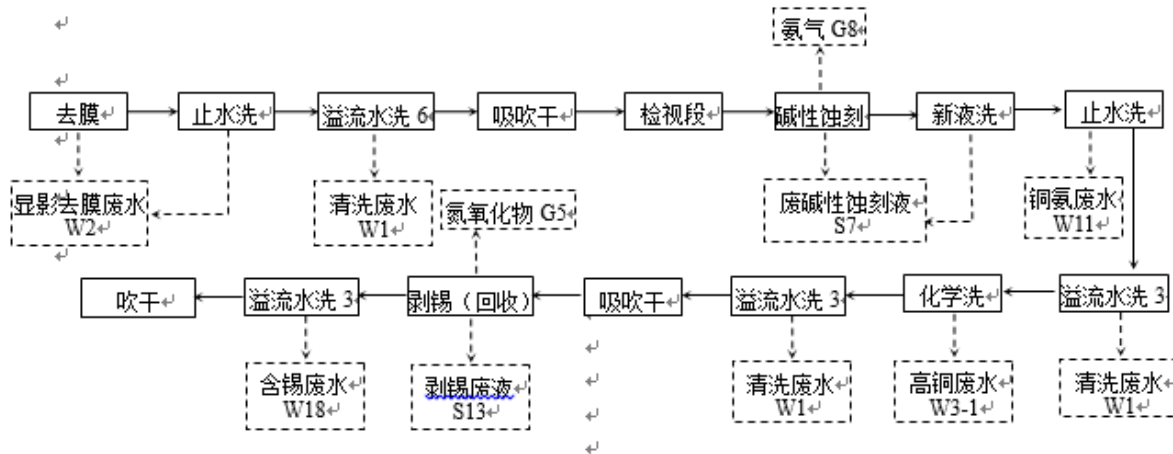 氨气 G8
去膜
止水洗
溢流水洗 6
吸吹干
检视段
碱性蚀刻
新液洗
止水洗
显影去膜废水
W2
清洗废水
W1
氮氧化物 G5
废碱性蚀刻液
S7
铜氨废水
W11
吹干
溢流水洗 3
剥锡（回收）
吸吹干
溢流水洗 3
化学洗
溢流水洗 3
含锡废水
W18
剥锡废液
S13
清洗废水
W1
高铜废水
W3-1
清洗废水
W1